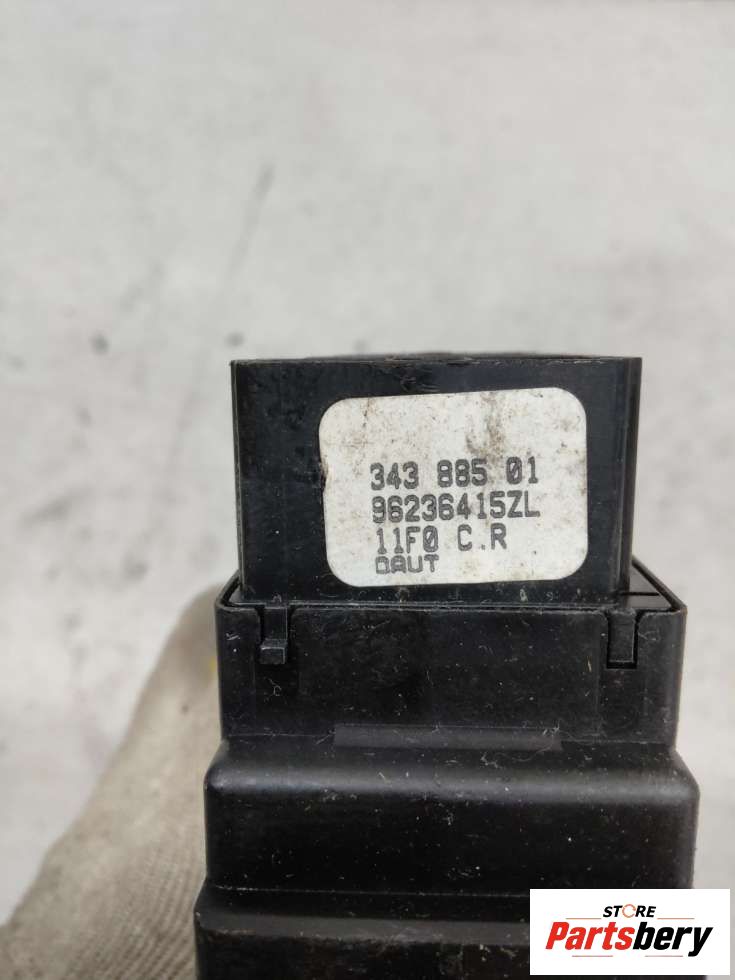 343 885 01
96236415ZL
11F0 C.R
DAUT
STORE
Partsbery